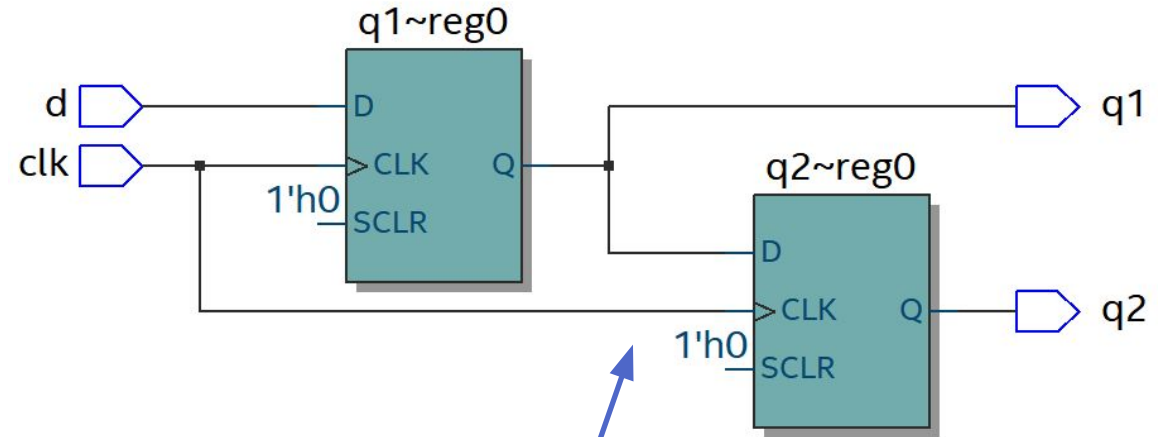 q1~reg0
d
D
q1
clk
CLK
Q
q2~reg0
1'h0
SCLR
D
CLK
Q
q2
1'h0
SCLR